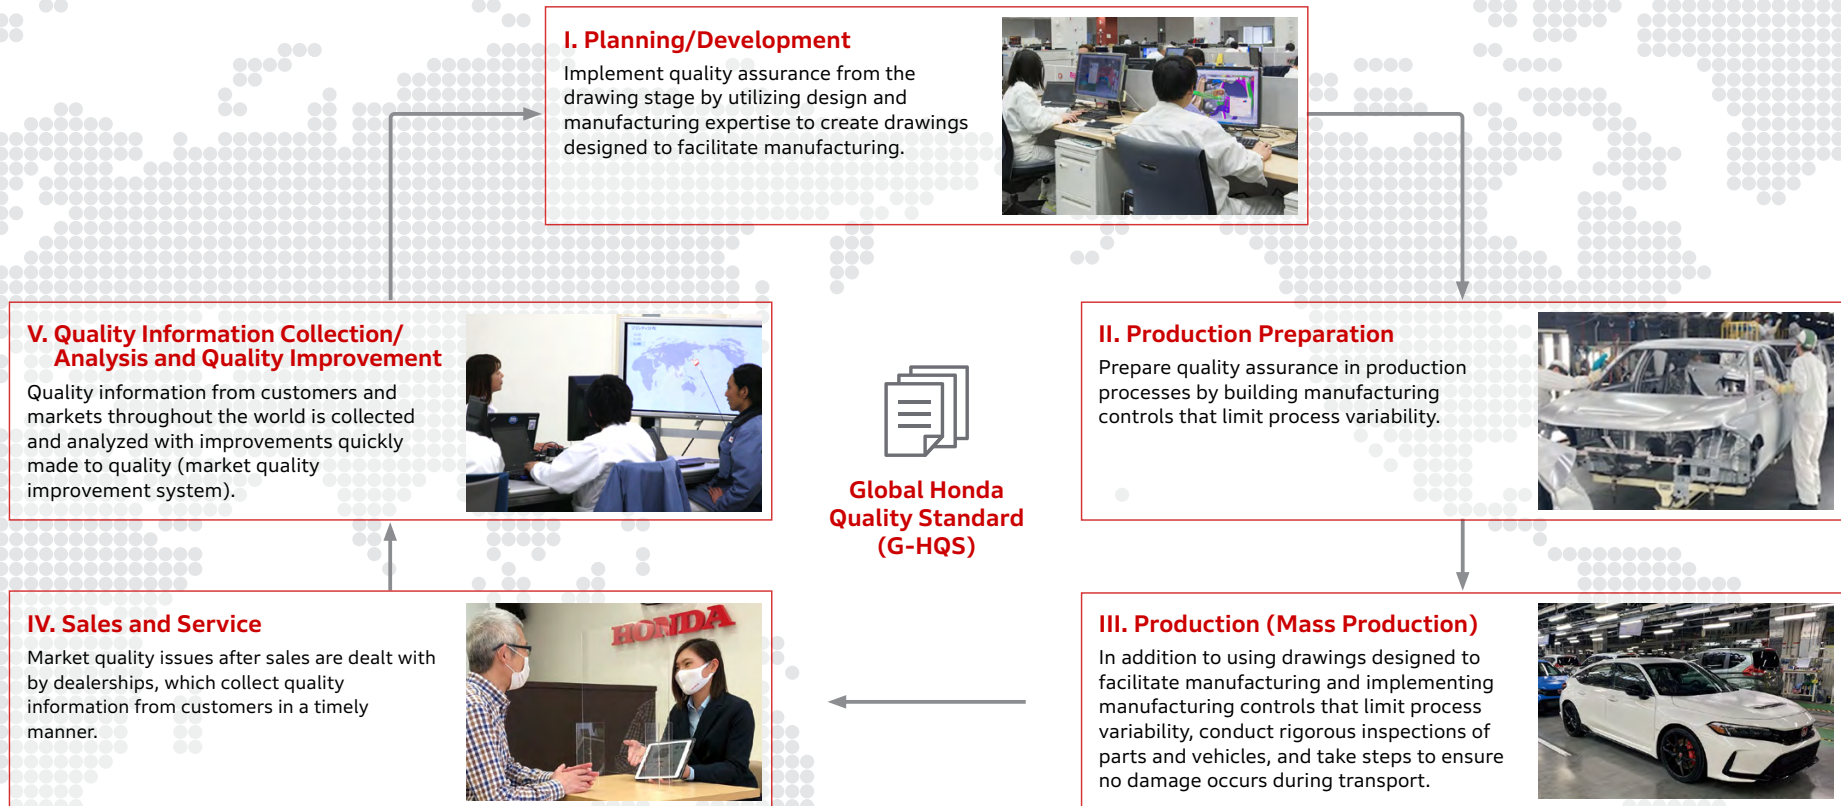 I. Planning/Development
Implement quality assurance from the
drawing stage by utilizing design and
manufacturing expertise to create drawings
designed to facilitate manufacturing.
II. Production Preparation
Prepare quality assurance in production
processes by building manufacturing
controls that limit process variability.
III. Production (Mass Production)
In addition to using drawings designed to
facilitate manufacturing and implementing
manufacturing controls that limit process
variability, conduct rigorous inspections of
parts and vehicles, and take steps to ensure
no damage occurs during transport.
IV. Sales and Service
Market quality issues after sales are dealt with
by dealerships, which collect quality
information from customers in a timely
manner.
HONDA
V. Quality Information Collection/
Analysis and Quality Improvement
Quality information from customers and
markets throughout the world is collected
and analyzed with improvements quickly
made to quality (market quality
improvement system).
Global Honda
Quality Standard
(G-HQS)